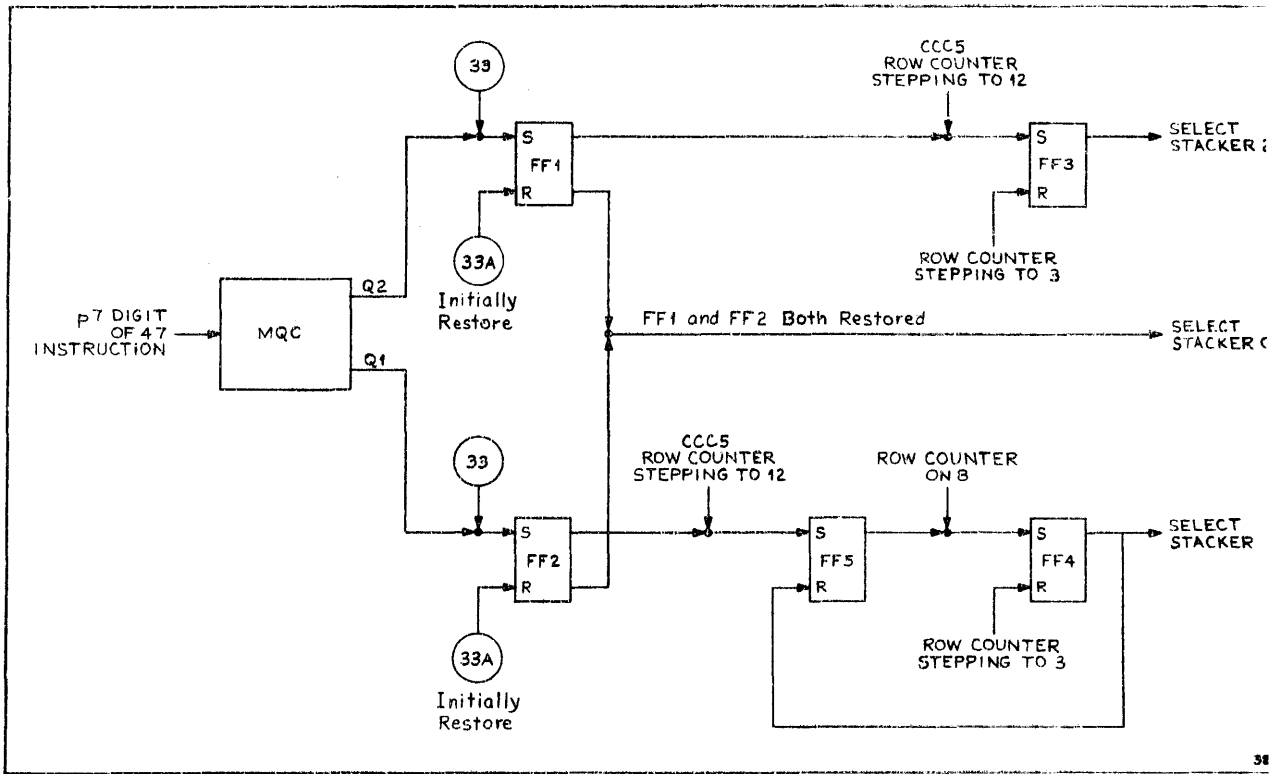 33
CCC5
ROW COUNTER
STEPPING TO 12
S
FF1
R
S
FF3
R
SELECT
STACKER 2
33A
Initially
Restore
ROW COUNTER
STEPPING TO 3
P7 DIGIT
OF 47
INSTRUCTION
MQC
Q2
Q1
FF1 and FF2 Both Restored
SELECT
STACKER
33
CCC5
ROW COUNTER
STEPPING TO 12
ROW COUNTER
ON 8
S
FF2
R
S
FF5
R
S
FF4
R
SELECT
STACKER
33A
Initially
Restore
ROW COUNTER
STEPPING TO 3